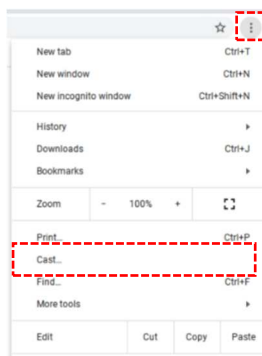 New tab Ctrl+T
New window Ctrl+N
New incognito window Ctrl+Shift+N
History
Downloads Ctrl+J
Bookmarks
Zoom - 100% +
Print... Ctrl+P
Cast...
Find... Ctrl+F
More tools
Edit Cut Copy Paste